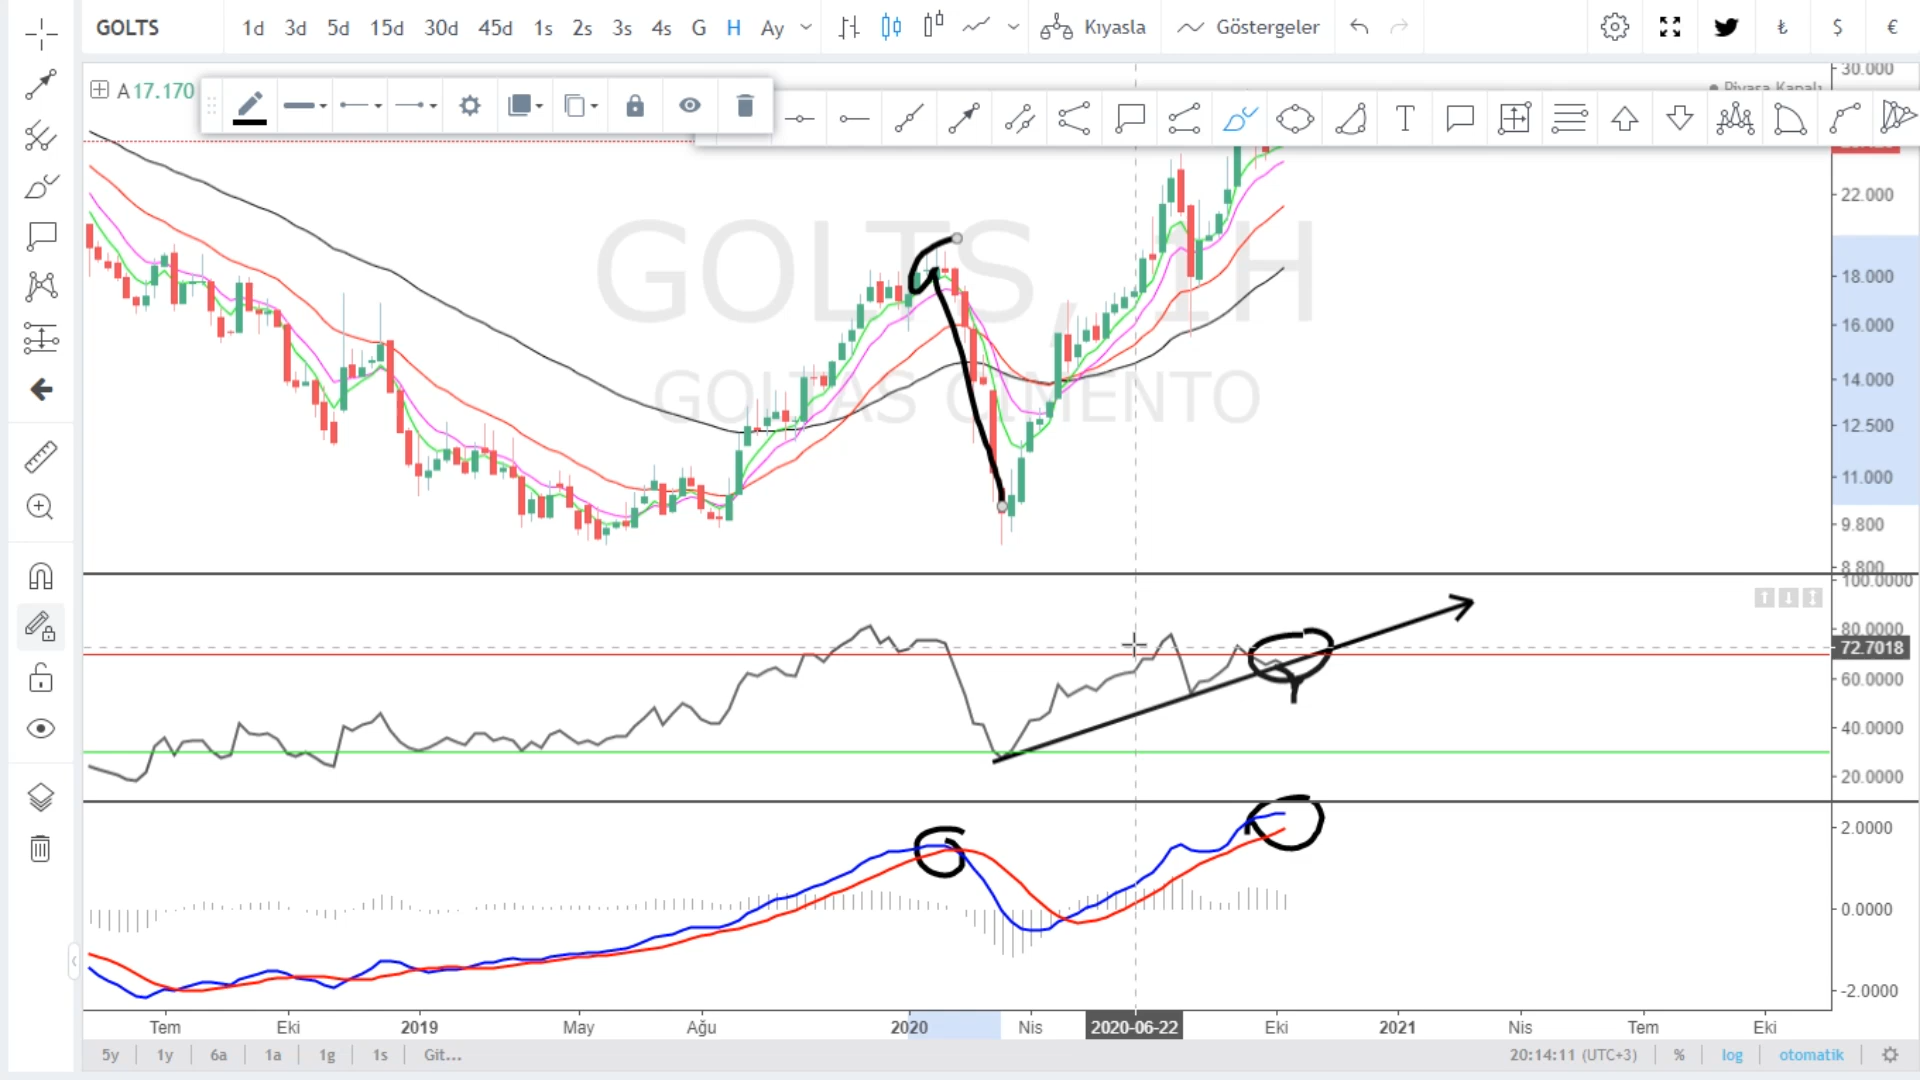 GOLTS 1d 3d 5d 15d 30d 45d 1s 2s 3s 4s G H Ay Kıyasla Göstergeler ₺ $ €
A 17.170
Piyasa Kapalı
GOLTS, 1H
GOLTAS CIMENTO
30.000
22.000
18.000
16.000
14.000
12.500
11.000
9.800
8.800
100.0000
80.0000
72.7018
60.0000
40.0000
20.0000
2.0000
0.0000
-2.0000
Tem Eki 2019 May Ağu 2020 Nis 2020-06-22 Eki 2021 Nis Tem Eki
5y 1y 6a 1a 1g 1s Git... 20:14:11 (UTC+3) % log otomatik